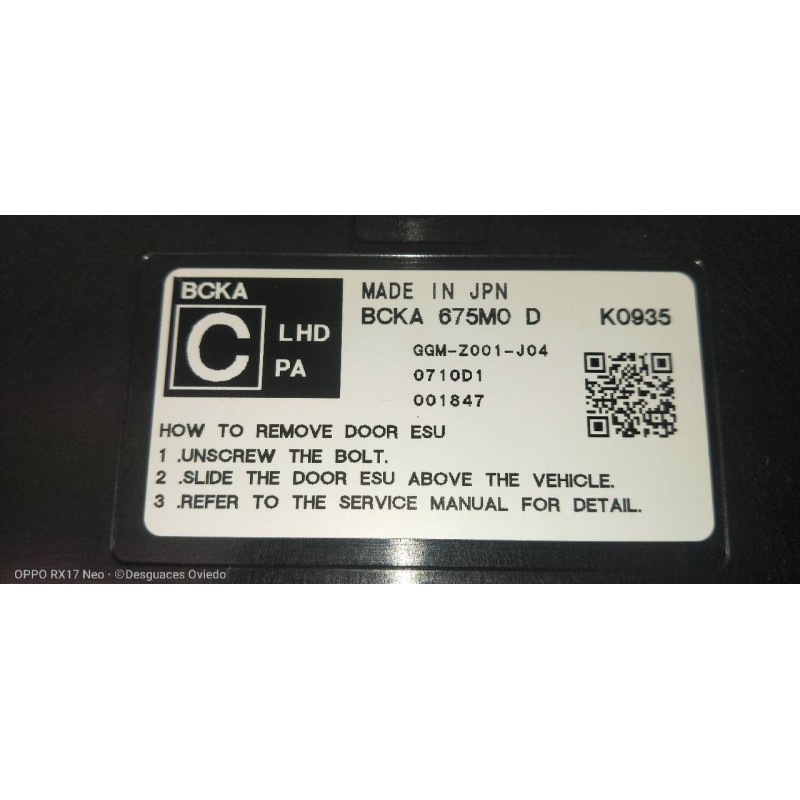 BCKA
C
LHD
PA
MADE IN JPN
BCKA 675M0 D K0935
GGM-Z001-J04
0710D1
001847
HOW TO REMOVE DOOR ESU
1 .UNSCREW THE BOLT.
2 .SLIDE THE DOOR ESU ABOVE THE VEHICLE.
3 .REFER TO THE SERVICE MANUAL FOR DETAIL.
OPPO RX17 Neo · ©Desguaces Oviedo